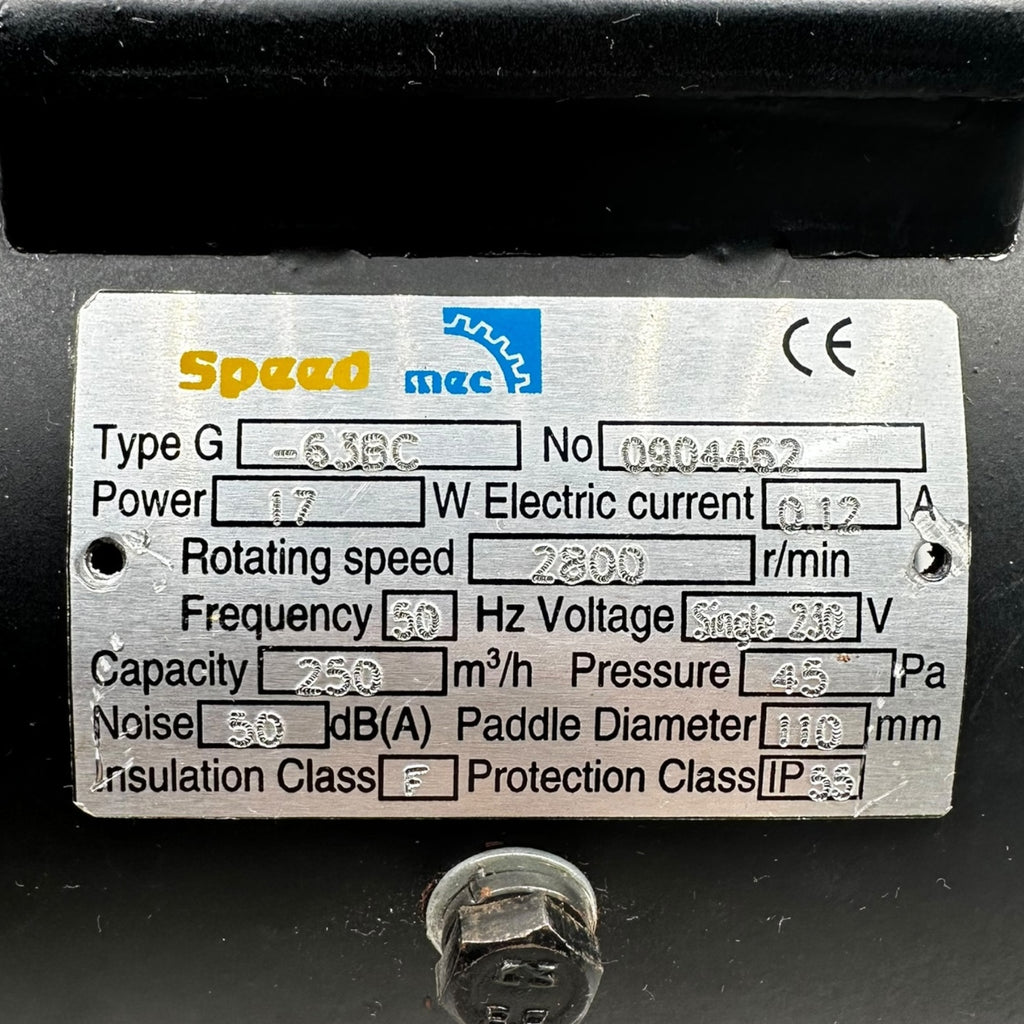 Speed mec CE
Type G -63BC No 0904462
Power 17 W Electric current 0.12 A
Rotating speed 2800 r/min
Frequency 50 Hz Voltage Single 230 V
Capacity 250 m³/h Pressure 45 Pa
Noise 50 dB(A) Paddle Diameter 110 mm
Insulation Class F Protection Class IP 55